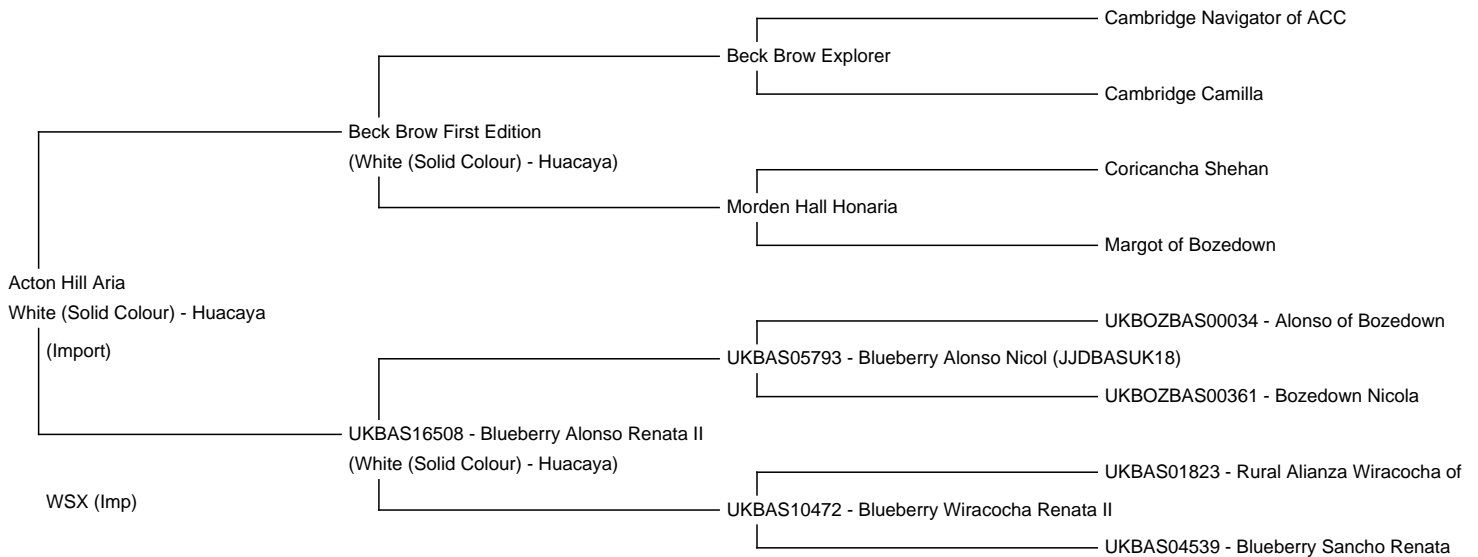 Cambridge Navigator of ACC
Beck Brow Explorer
Cambridge Camilla
Beck Brow First Edition
(White (Solid Colour) - Huacaya)
Coricancha Shehan
Morden Hall Honaria
Margot of Bozedown
Acton Hill Aria
White (Solid Colour) - Huacaya
(Import)
UKBOZBAS00034 - Alonso of Bozedown
UKBAS05793 - Blueberry Alonso Nicol (JJDBASUK18)
UKBOZBAS00361 - Bozedown Nicola
UKBAS16508 - Blueberry Alonso Renata II
(White (Solid Colour) - Huacaya)
WSX (Imp)
UKBAS01823 - Rural Alianza Wiracocha of
UKBAS10472 - Blueberry Wiracocha Renata II
UKBAS04539 - Blueberry Sancho Renata